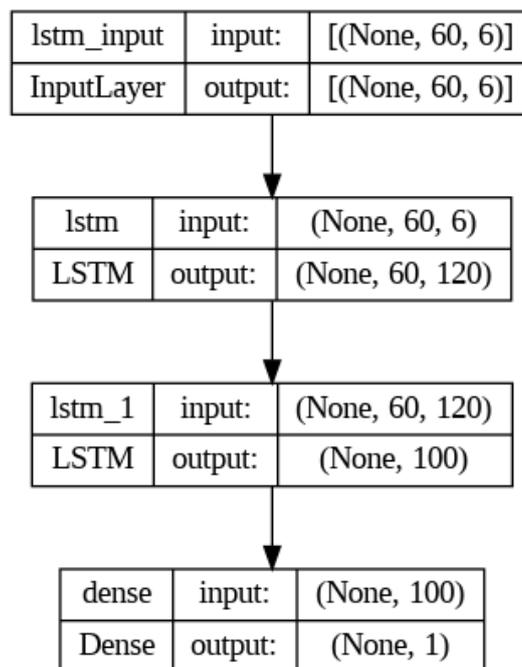 lstm_input input: [(None, 60, 6)]
InputLayer output: [(None, 60, 6)]
lstm input: (None, 60, 6)
LSTM output: (None, 60, 120)
lstm_1 input: (None, 60, 120)
LSTM output: (None, 100)
dense input: (None, 100)
Dense output: (None, 1)